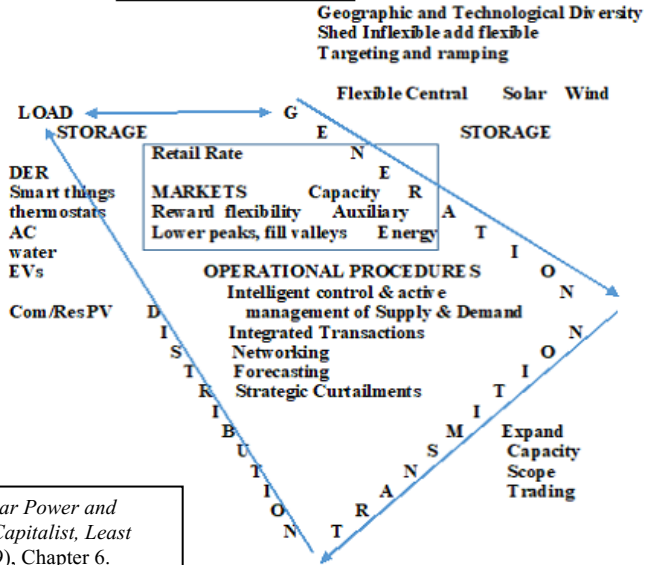 Geographic and Technological Diversity
Shed Inflexible add flexible
Targeting and ramping
Flexible Central Solar Wind
LOAD
GENERATION
STORAGE
STORAGE
Retail Rate
DER
Smart things
thermostats
AC
water
EVs
Com/Res PV
MARKETS Capacity
Reward flexibility Auxiliary
Lower peaks, fill valleys Energy
OPERATIONAL PROCEDURES
Intelligent control & active
management of Supply & Demand
Integrated Transactions
Networking
Forecasting
Strategic Curtailments
DISTRIBUTION
TRANSMITION
Expand
Capacity
Scope
Trading
Power and
Capitalist, Least
Chapter 6.